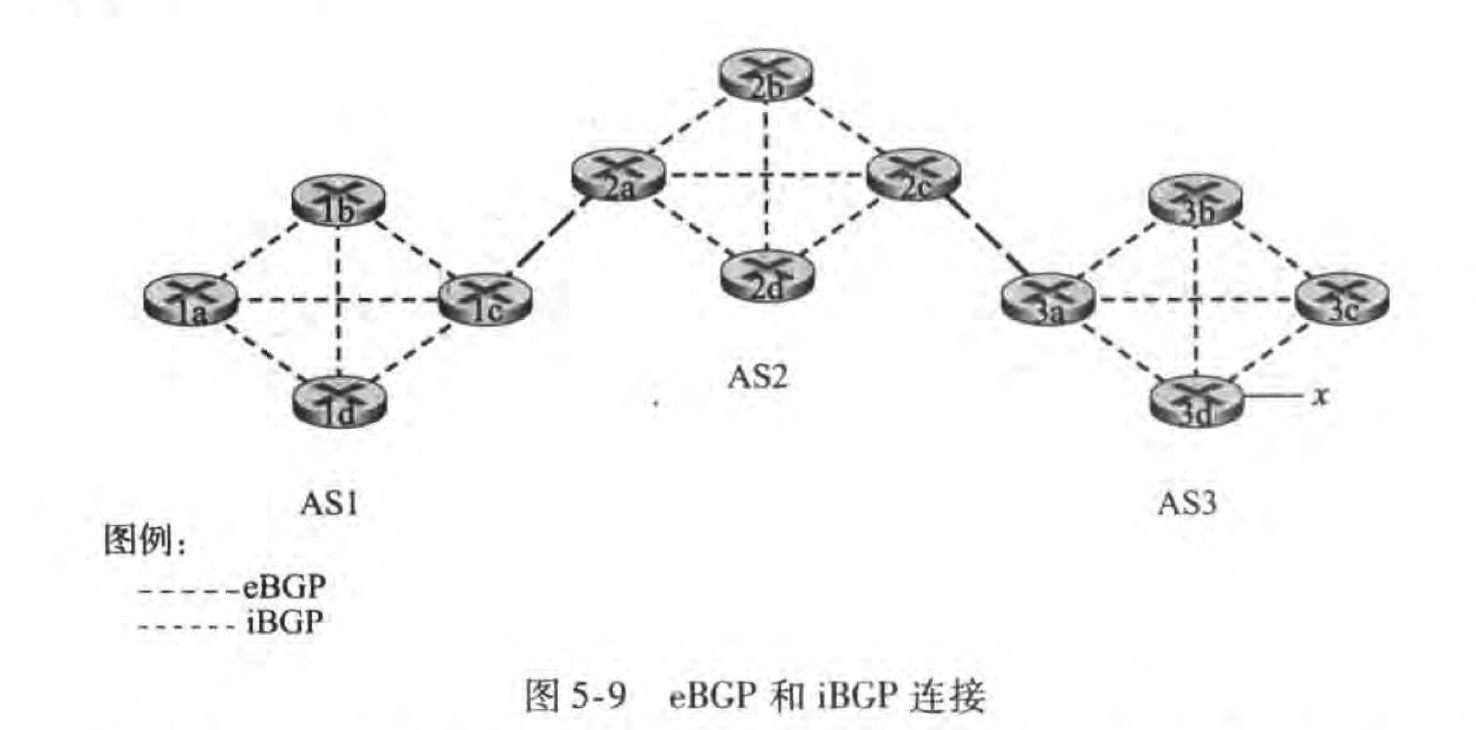 2b
2a
2c
1b
3b
2d
1a
1c
3a
3c
AS2
1d
3d
x
AS1
AS3
图例：
eBGP
iBGP
图 5-9 eBGP 和 iBGP 连接